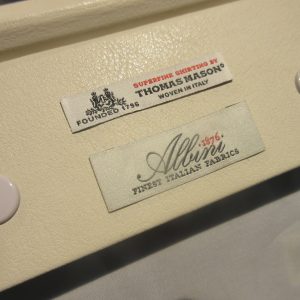 SUPERFINE SHIRTING BY
THOMAS MASON®
WOVEN IN ITALY
FOUNDED 1796
Albini
·1876·
FINEST ITALIAN FABRICS